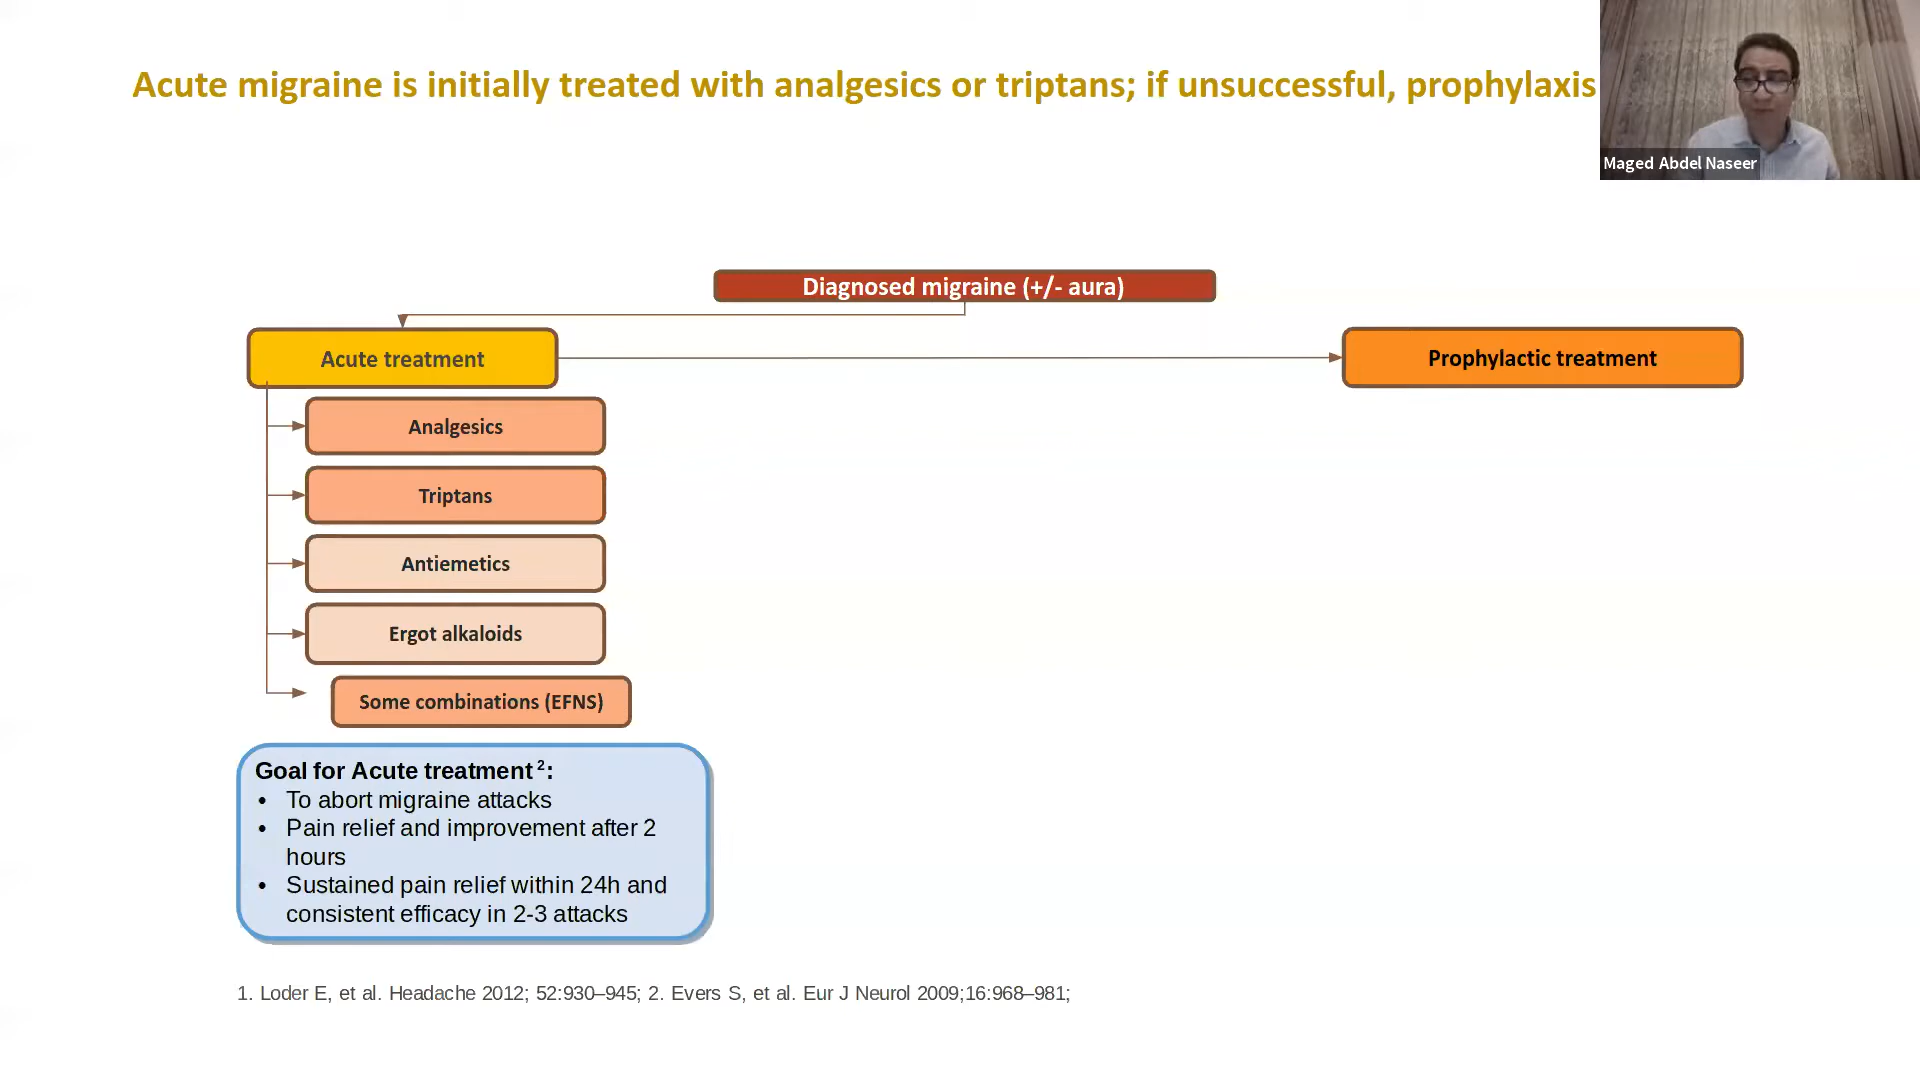 Acute migraine is initially treated with analgesics or triptans; if unsuccessful, prophylaxis
Maged Abdel Naseer
Diagnosed migraine (+/- aura)
Acute treatment
Prophylactic treatment
Analgesics
Triptans
Antiemetics
Ergot alkaloids
Some combinations (EFNS)
Goal for Acute treatment 2:
• To abort migraine attacks
• Pain relief and improvement after 2
hours
• Sustained pain relief within 24h and
consistent efficacy in 2-3 attacks
1. Loder E, et al. Headache 2012; 52:930–945; 2. Evers S, et al. Eur J Neurol 2009;16:968–981;